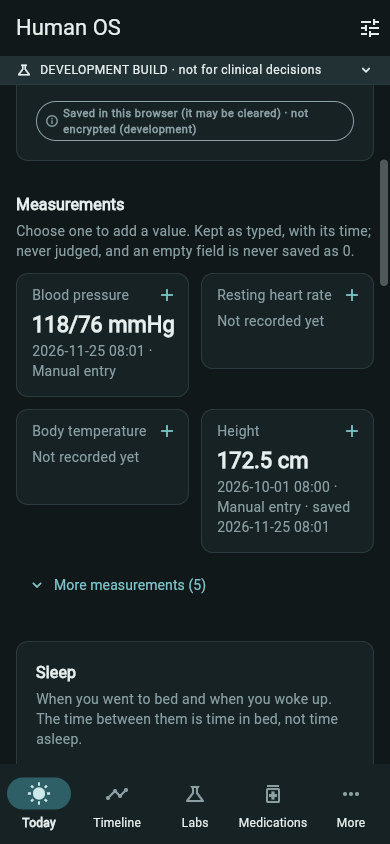 Human OS
DEVELOPMENT BUILD · not for clinical decisions
Saved in this browser (it may be cleared) · not
encrypted (development)
Measurements
Choose one to add a value. Kept as typed, with its time;
never judged, and an empty field is never saved as 0.
Blood pressure
118/76 mmHg
2026-11-25 08:01 ·
Manual entry
Resting heart rate
Not recorded yet
Body temperature
Not recorded yet
Height
172.5 cm
2026-10-01 08:00 ·
Manual entry · saved
2026-11-25 08:01
More measurements (5)
Sleep
When you went to bed and when you woke up.
The time between them is time in bed, not time
asleep.
Today
Timeline
Labs
Medications
More